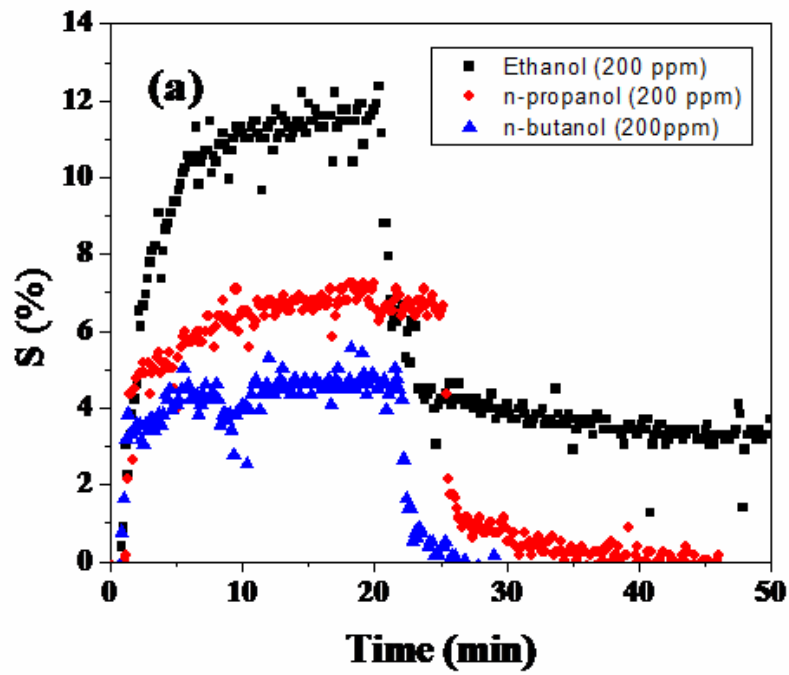 14
12
10
8
6
4
2
0
S (%)
(a)
Ethanol (200 ppm)
n-propanol (200 ppm)
n-butanol (200ppm)
0 10 20 30 40 50
Time (min)